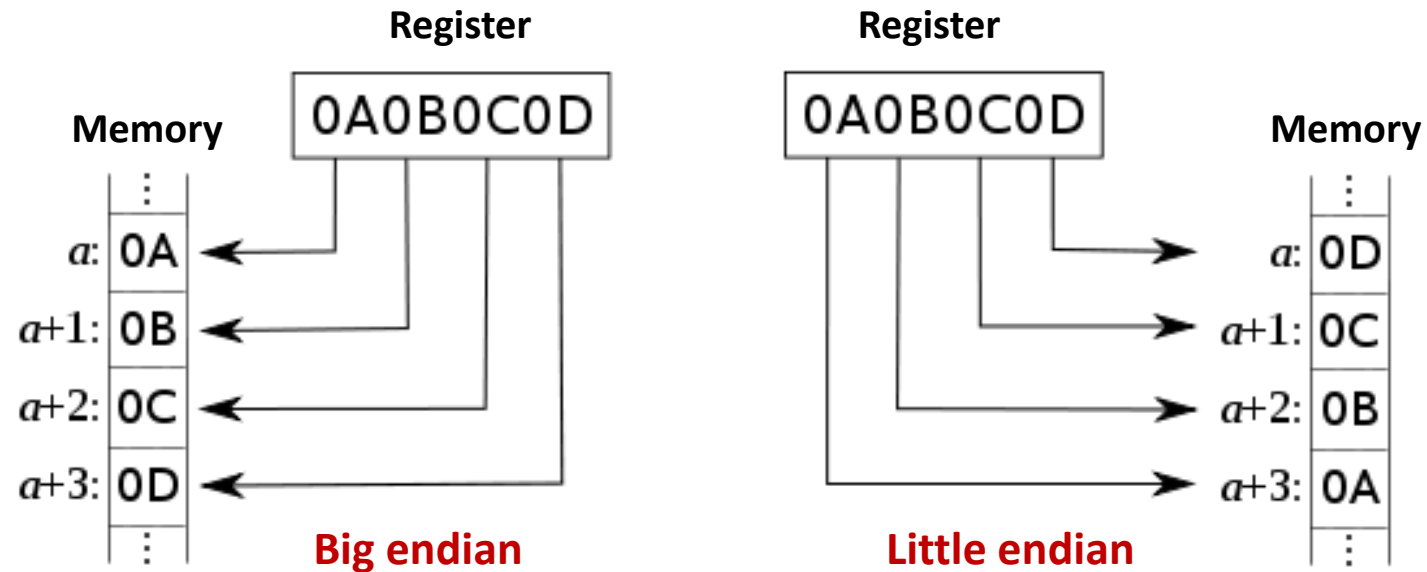 Register
0A0B0C0D
Memory
⋮
a: 0A
a+1: 0B
a+2: 0C
a+3: 0D
⋮
Big endian
Register
0A0B0C0D
Memory
⋮
a: 0D
a+1: 0C
a+2: 0B
a+3: 0A
⋮
Little endian